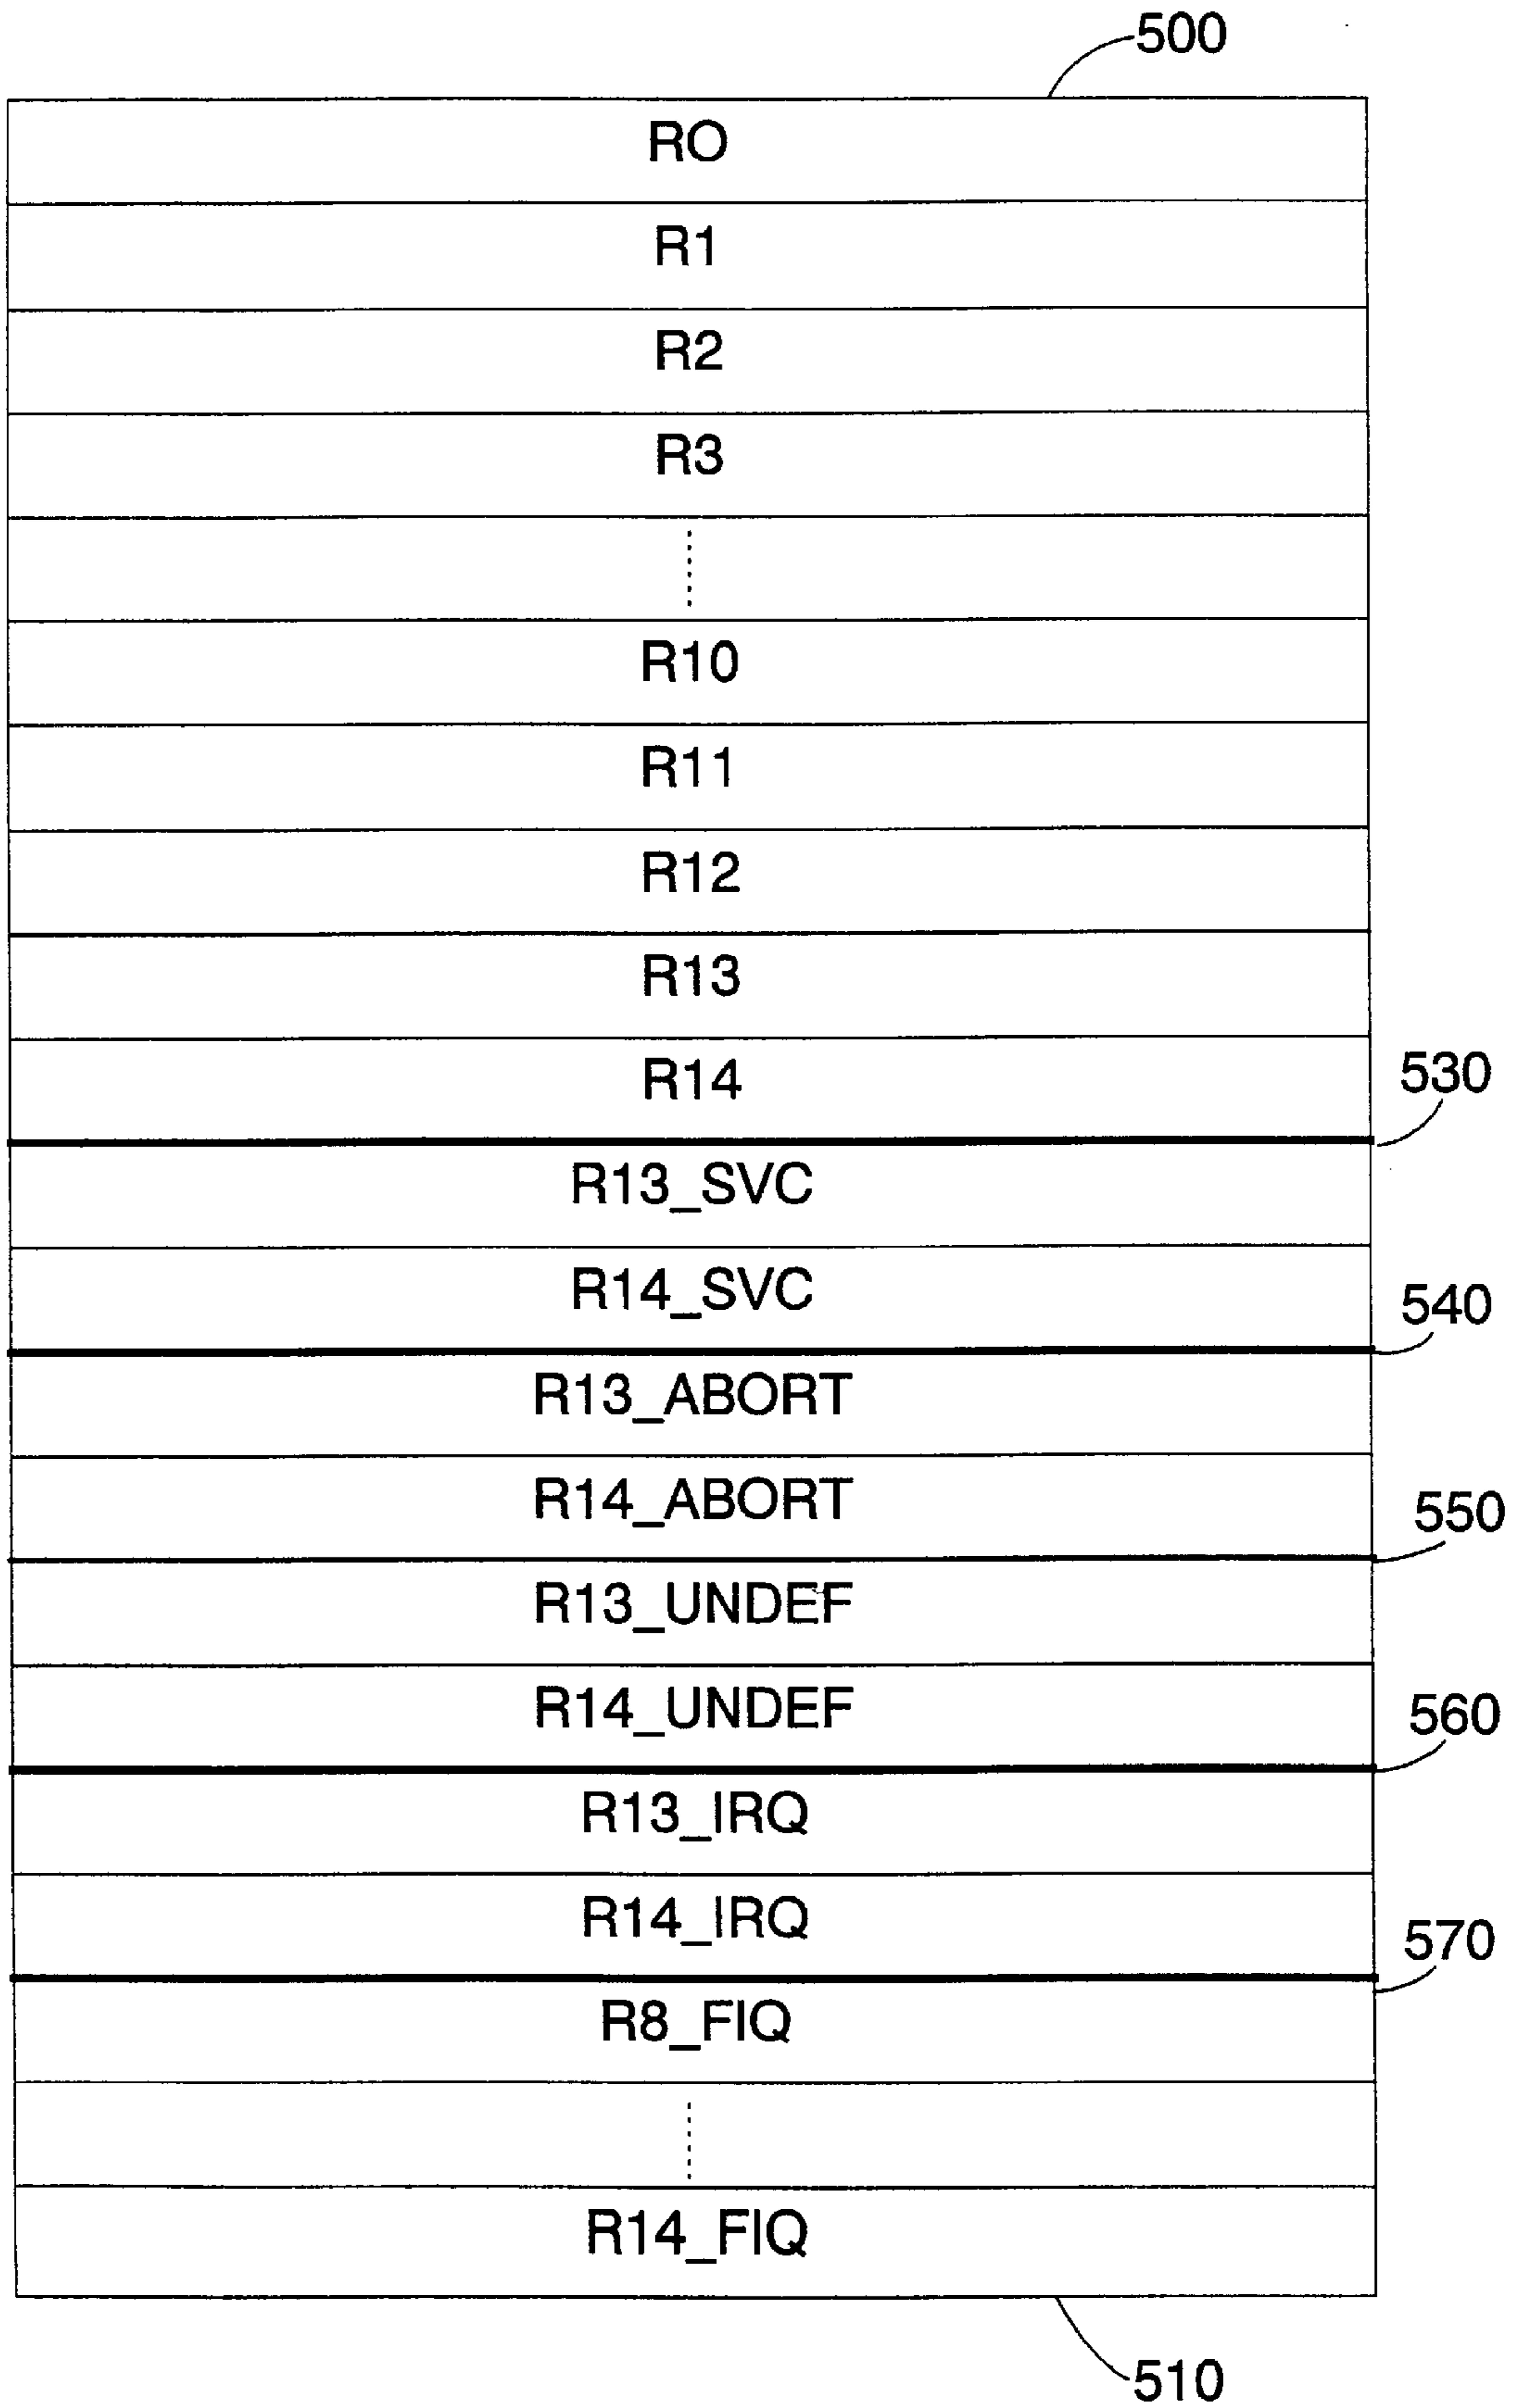 500
RO
R1
R2
R3
R10
R11
R12
R13
R14
530
R13_SVC
R14_SVC
540
R13_ABORT
R14_ABORT
550
R13_UNDEF
R14_UNDEF
560
R13_IRQ
R14_IRQ
570
R8_FIQ
R14_FIQ
510